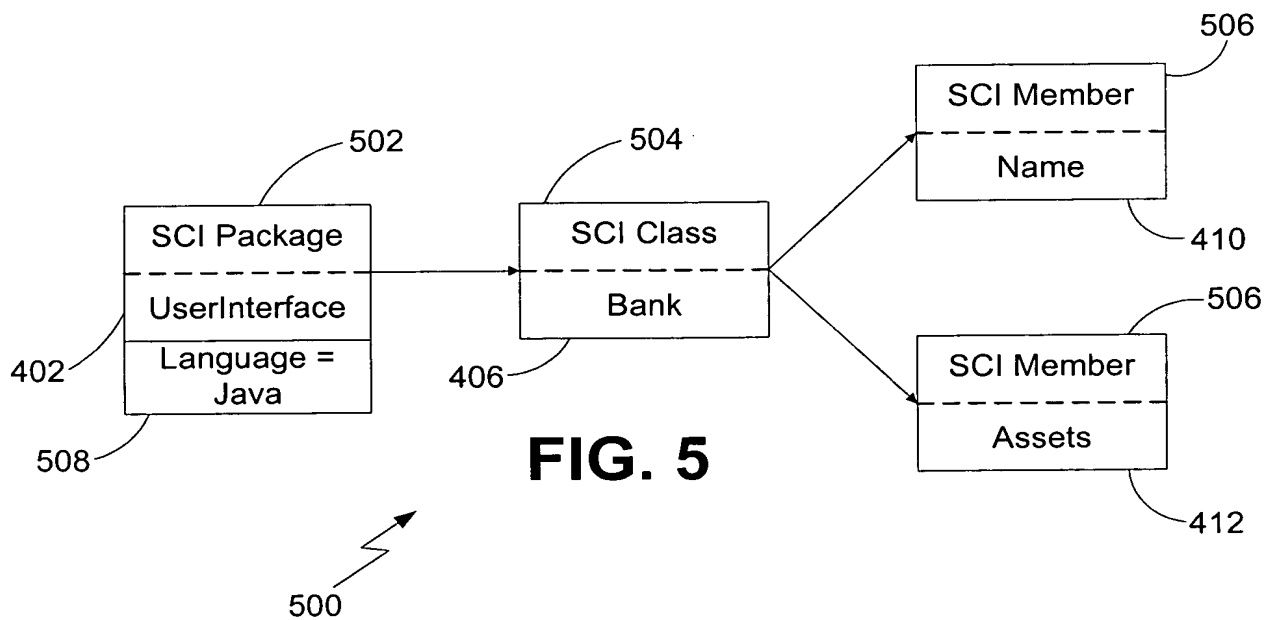 506
SCI Member
Name
410
502
504
SCI Package
UserInterface
Language =
Java
402
508
SCI Class
Bank
406
506
SCI Member
Assets
412
FIG. 5
500